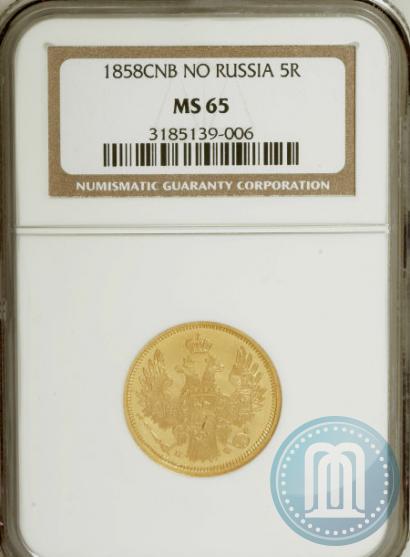 1858CNB NO RUSSIA 5R
MS 65
3185139-006
NUMISMATIC GUARANTY CORPORATION